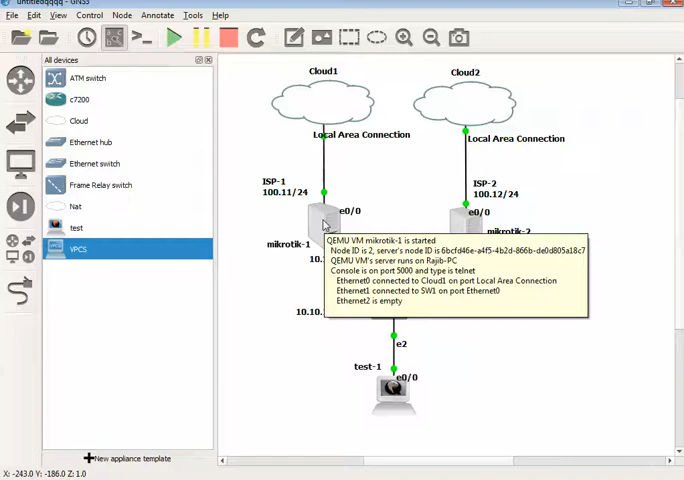 untitledqqqq - GNS3
File Edit View Control Node Annotate Tools Help
All devices
ATM switch
c7200
Cloud
Ethernet hub
Ethernet switch
Frame Relay switch
Nat
test
VPCS
New appliance template
X: -243.0 Y: -186.0 Z: 1.0
Cloud1
Cloud2
Local Area Connection
Local Area Connection
ISP-1
100.11/24
ISP-2
100.12/24
e0/0
e0/0
mikrotik-1
mikrotik-2
QEMU VM mikrotik-1 is started
Node ID is 2, server's node ID is 6bcfd46e-a4f5-4b2d-866b-de0d805a18c7
QEMU VM's server runs on Rajib-PC
Console is on port 5000 and type is telnet
Ethernet0 connected to Cloud1 on port Local Area Connection
Ethernet1 connected to SW1 on port Ethernet0
Ethernet2 is empty
10.
10.10.
e2
test-1
e0/0